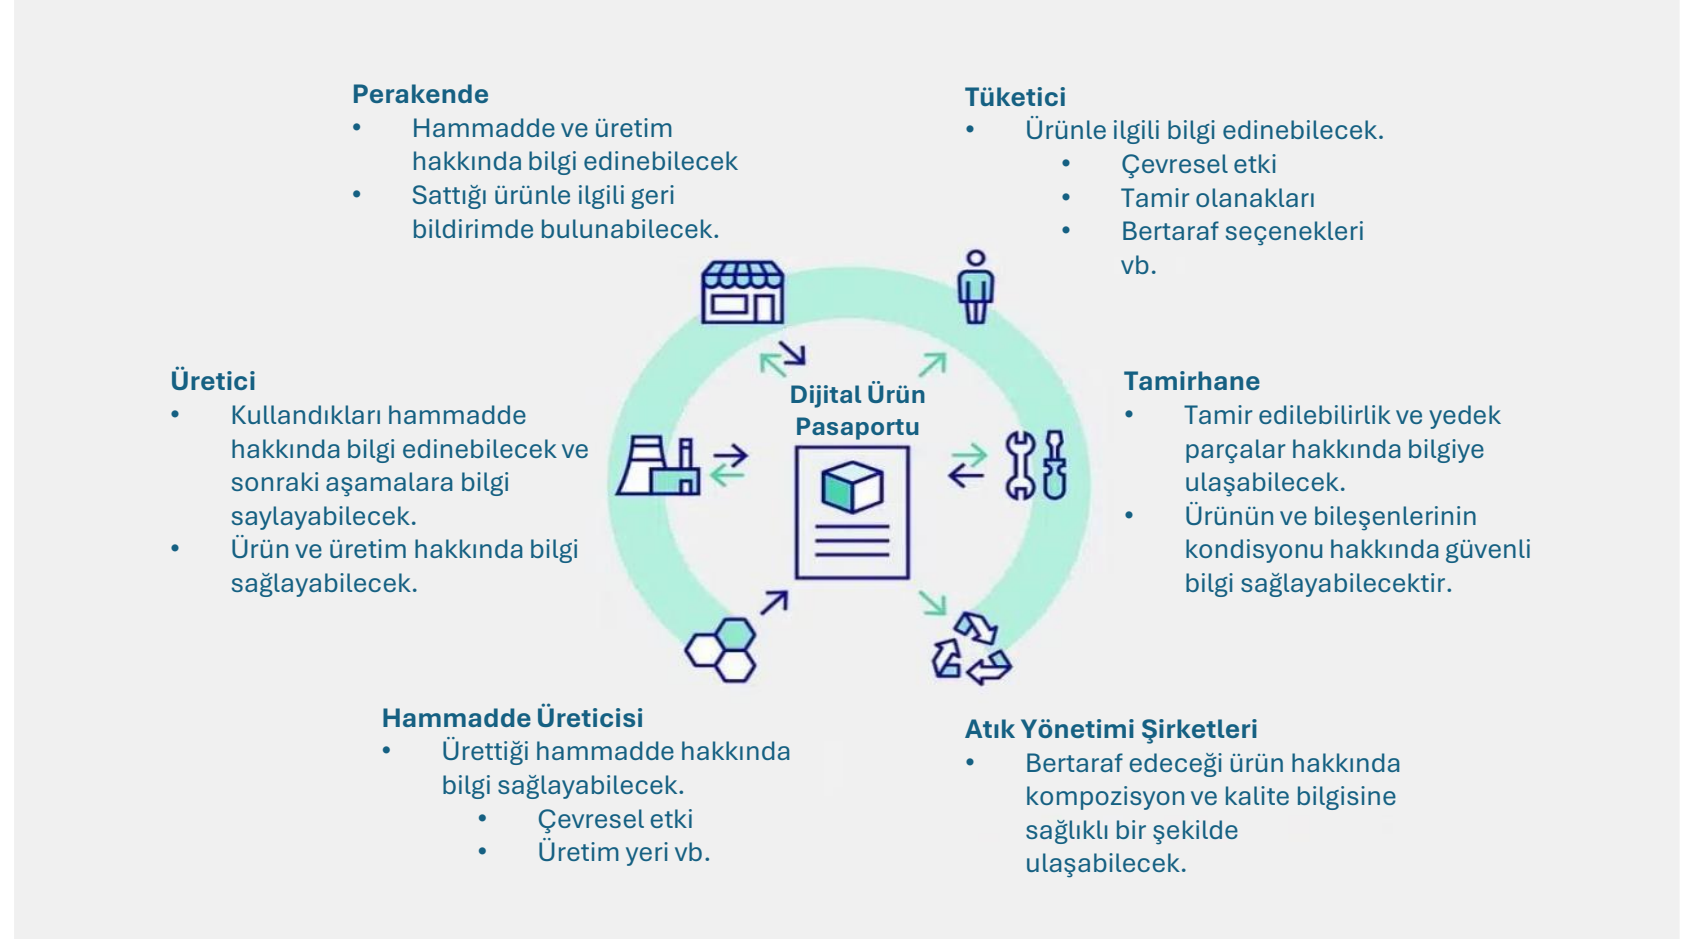 Perakende
• Hammadde ve üretim
hakkında bilgi edinebilecek
• Sattığı ürünle ilgili geri
bildirimde bulunabilecek.
Tüketici
• Ürünle ilgili bilgi edinebilecek.
• Çevresel etki
• Tamir olanakları
• Bertaraf seçenekleri
vb.
Üretici
• Kullandıkları hammadde
hakkında bilgi edinebilecek ve
sonraki aşamalara bilgi
saylayabilecek.
• Ürün ve üretim hakkında bilgi
sağlayabilecek.
Dijital Ürün
Pasaportu
Tamirhane
• Tamir edilebilirlik ve yedek
parçalar hakkında bilgiye
ulaşabilecek.
• Ürünün ve bileşenlerinin
kondisyonu hakkında güvenli
bilgi sağlayabilecektir.
Hammadde Üreticisi
• Ürettiği hammadde hakkında
bilgi sağlayabilecek.
• Çevresel etki
• Üretim yeri vb.
Atık Yönetimi Şirketleri
• Bertaraf edeceği ürün hakkında
kompozisyon ve kalite bilgisine
sağlıklı bir şekilde
ulaşabilecek.